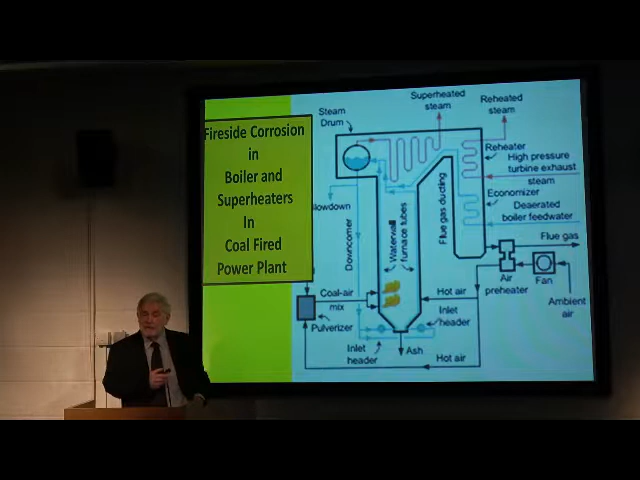 Fireside Corrosion
in
Boiler and
Superheaters
In
Coal Fired
Power Plant
Steam
Drum
Superheated
steam
Reheated
steam
Reheater
High pressure
turbine exhaust
steam
Economizer
Deaerated
boiler feedwater
Flue gas
lowdown
Downcomer
Waterwall
furnace tubes
Flue gas ducting
Air
preheater
Fan
Ambient
air
Coal-air
mix
Pulverizer
Hot air
Inlet
header
Inlet
header
Ash
Hot air